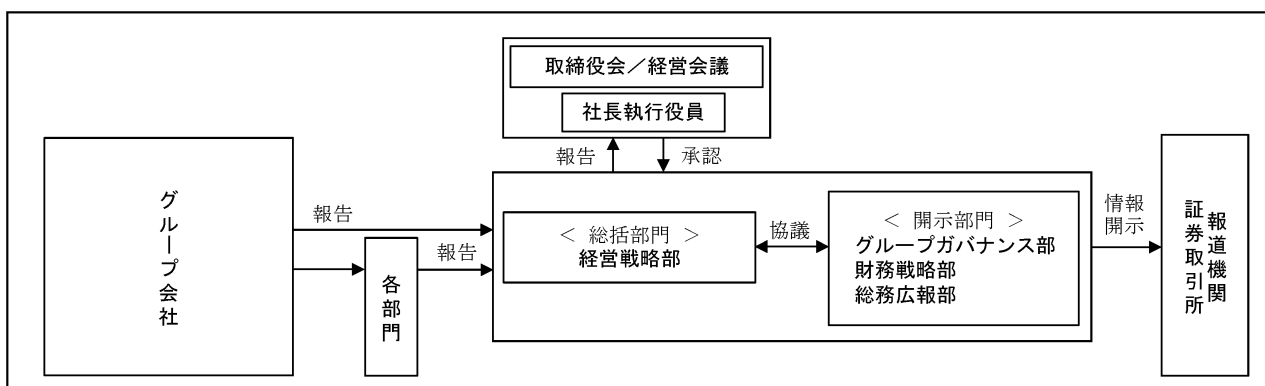 取締役会／経営会議
社長執行役員
報告
承認
グループ会社
報告
報告
各部門
＜ 総括部門 ＞
経営戦略部
協議
＜ 開示部門 ＞
グループガバナンス部
財務戦略部
総務広報部
情報
開示
報道機関
証券取引所